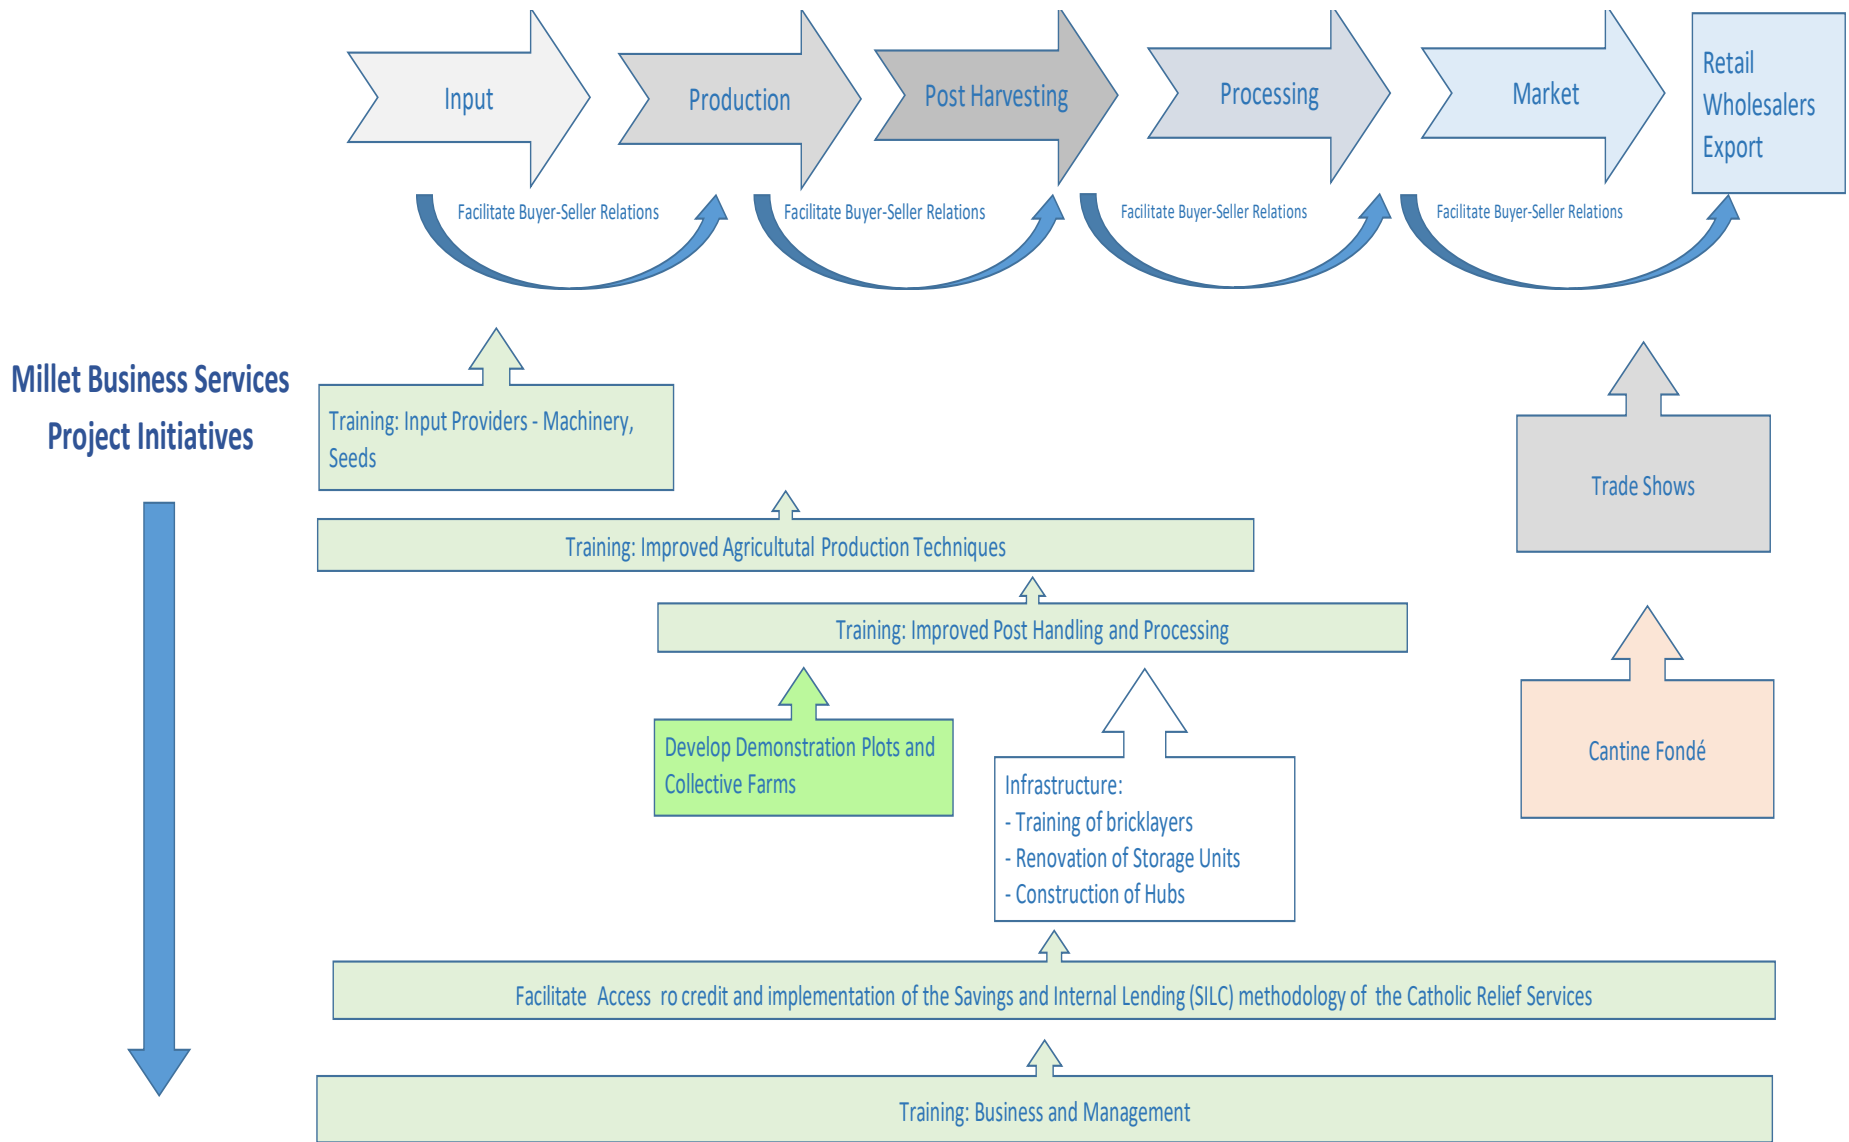 Input
Production
Post Harvesting
Processing
Market
Retail
Wholesalers
Export
Facilitate Buyer-Seller Relations
Facilitate Buyer-Seller Relations
Facilitate Buyer-Seller Relations
Facilitate Buyer-Seller Relations
Millet Business Services
Project Initiatives
Training: Input Providers - Machinery,
Seeds
Trade Shows
Training: Improved Agricultutal Production Techniques
Training: Improved Post Handling and Processing
Develop Demonstration Plots and
Collective Farms
Infrastructure:
- Training of bricklayers
- Renovation of Storage Units
- Construction of Hubs
Cantine Fondé
Facilitate Access ro credit and implementation of the Savings and Internal Lending (SILC) methodology of the Catholic Relief Services
Training: Business and Management